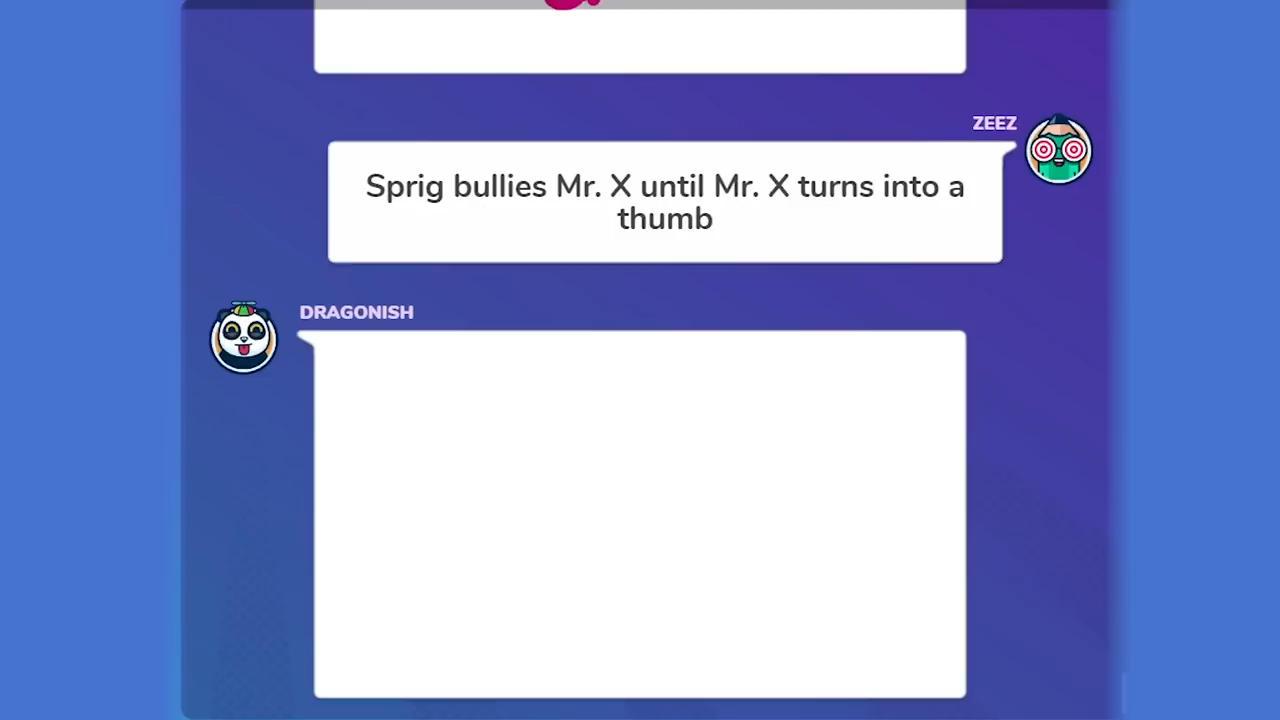 ZEEZ
Sprig bullies Mr. X until Mr. X turns into a
thumb
DRAGONISH